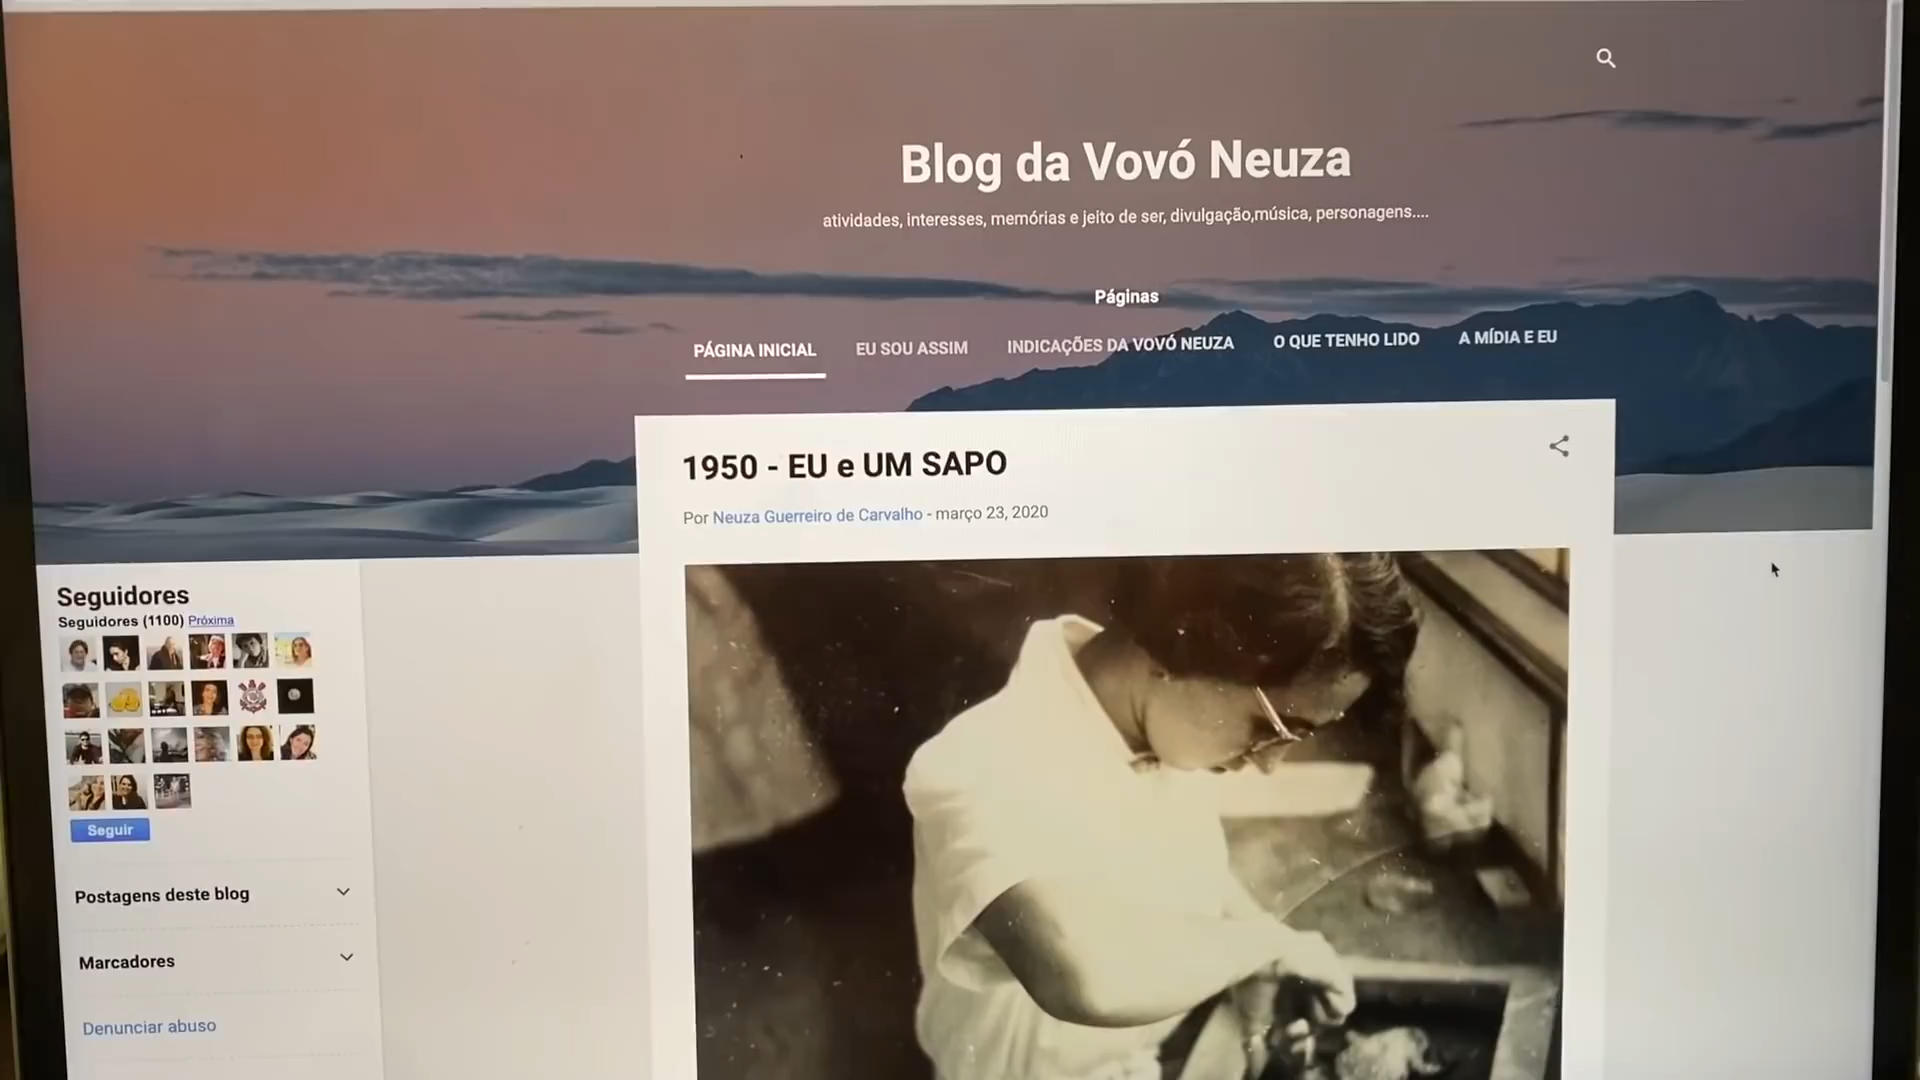 Blog da Vovó Neuza
atividades, interesses, memórias e jeito de ser, divulgação,música, personagens....
Páginas
PÁGINA INICIAL EU SOU ASSIM INDICAÇÕES DA VOVÓ NEUZA O QUE TENHO LIDO A MÍDIA E EU
1950 - EU e UM SAPO
Por Neuza Guerreiro de Carvalho - março 23, 2020
Seguidores
Seguidores (1100) Próxima
Seguir
Postagens deste blog
Marcadores
Denunciar abuso